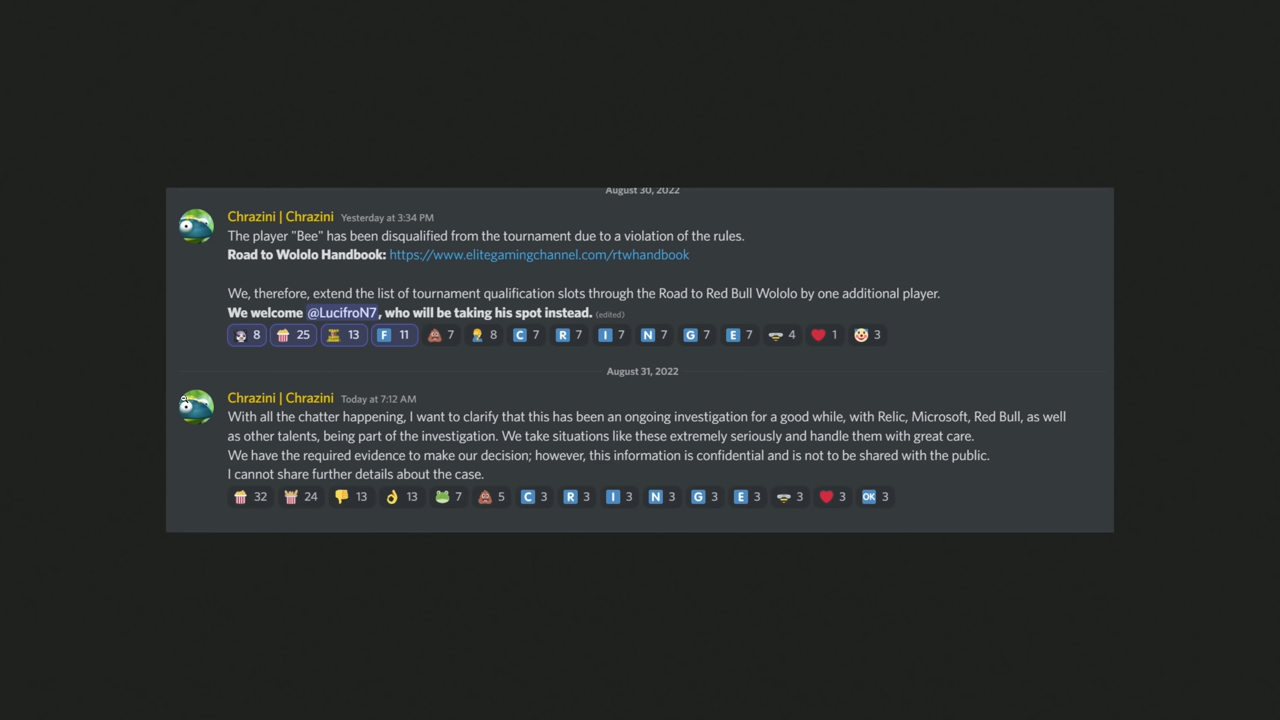 August 30, 2022
Chrazini | Chrazini Yesterday at 3:34 PM
The player "Bee" has been disqualified from the tournament due to a violation of the rules.
Road to Wololo Handbook: https://www.elitegamingchannel.com/rtwhandbook
We, therefore, extend the list of tournament qualification slots through the Road to Red Bull Wololo by one additional player.
We welcome @LucifroN7, who will be taking his spot instead. (edited)
8 25 13 F 11 7 8 C 7 R 7 I 7 N 7 G 7 E 7 4 1 3
August 31, 2022
Chrazini | Chrazini Today at 7:12 AM
With all the chatter happening, I want to clarify that this has been an ongoing investigation for a good while, with Relic, Microsoft, Red Bull, as well
as other talents, being part of the investigation. We take situations like these extremely seriously and handle them with great care.
We have the required evidence to make our decision; however, this information is confidential and is not to be shared with the public.
I cannot share further details about the case.
32 24 13 13 7 5 C 3 R 3 I 3 N 3 G 3 E 3 3 3 OK 3